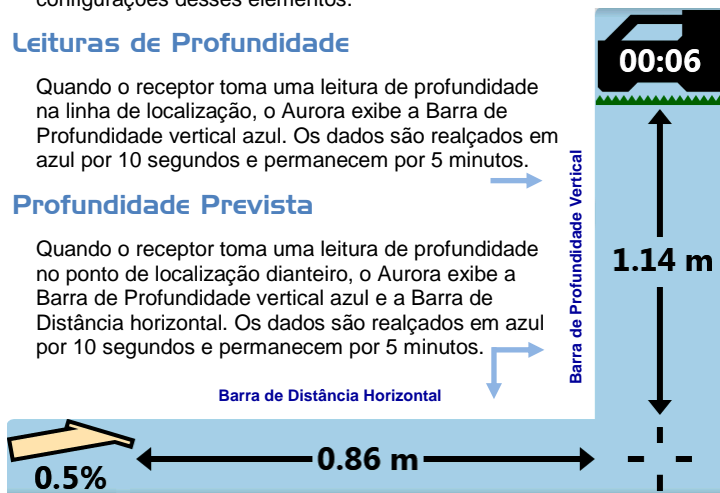 configurações desses elementos.
Leituras de Profundidade
Quando o receptor toma uma leitura de profundidade
na linha de localização, o Aurora exibe a Barra de
Profundidade vertical azul. Os dados são realçados em
azul por 10 segundos e permanecem por 5 minutos.
Profundidade Prevista
Quando o receptor toma uma leitura de profundidade
no ponto de localização dianteiro, o Aurora exibe a
Barra de Profundidade vertical azul e a Barra de
Distância horizontal. Os dados são realçados em azul
por 10 segundos e permanecem por 5 minutos.
Barra de Distância Horizontal
Barra de Profundidade Vertical
00:06
1.14 m
0.86 m
0.5%